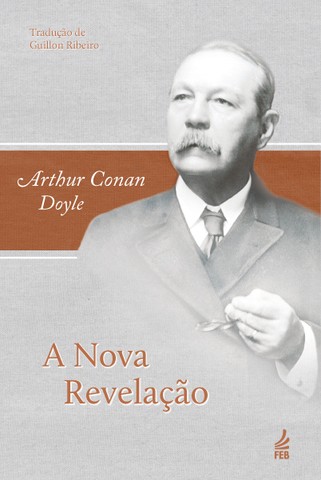 Tradução de
Guillon Ribeiro
Arthur Conan
Doyle
A Nova
Revelação
FEB